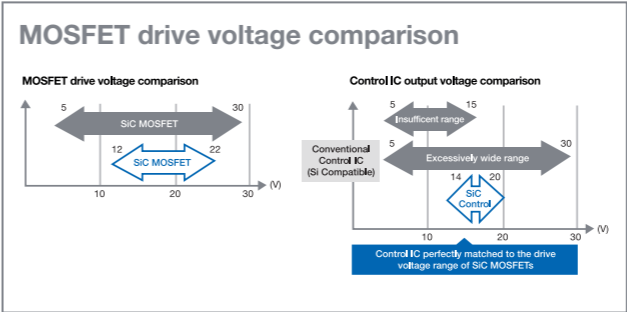 MOSFET drive voltage comparison
MOSFET drive voltage comparison
5
30
SiC MOSFET
12
22
SiC MOSFET
10
20
30
(V)
Control IC output voltage comparison
5
15
Insufficent range
Conventional
Control IC
(Si Compatible)
5
30
Excessively wide range
14
20
SiC
Control
10
20
30
(V)
Control IC perfectly matched to the drive
voltage range of SiC MOSFETs